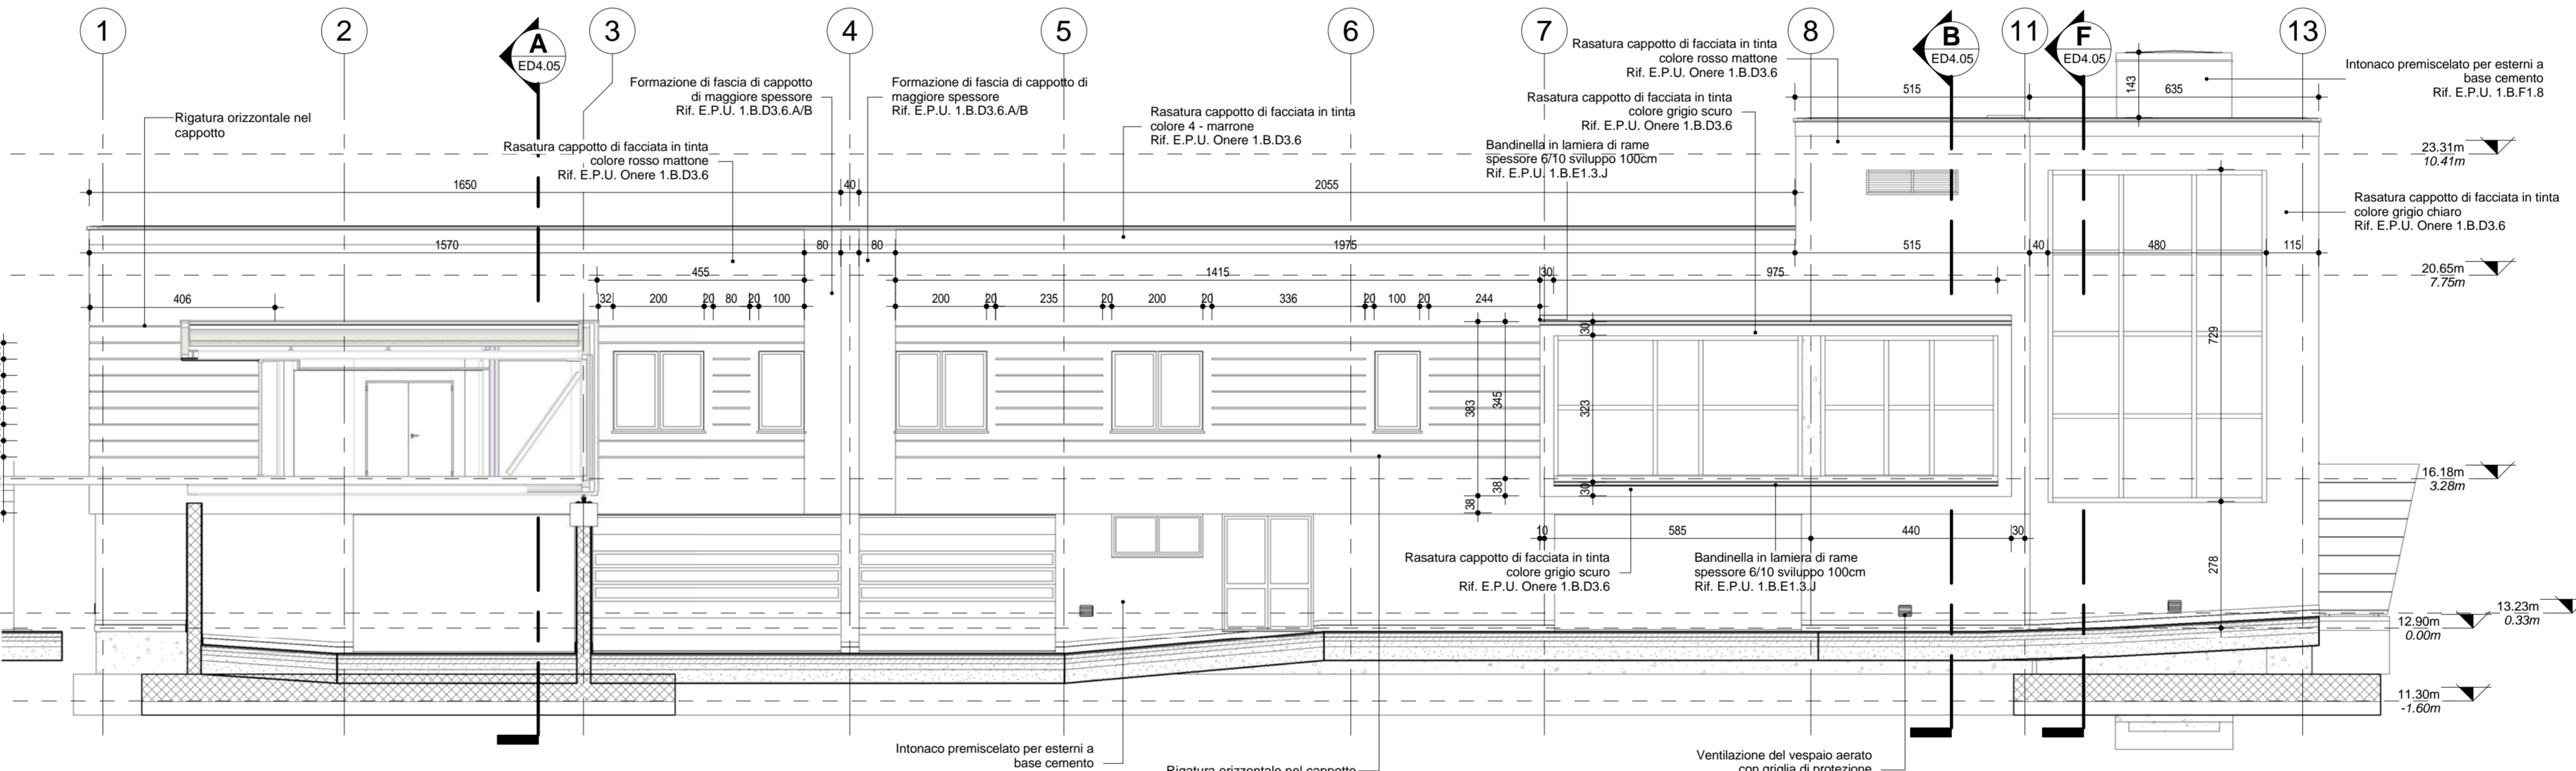 1
2
A
ED4.05
3
4
5
6
7
8
B
ED4.05
11
F
ED4.05
13
Rasatura cappotto di facciata in tinta
colore rosso mattone
Rif. E.P.U. Onere 1.B.D3.6
Intonaco premiscelato per esterni a
base cemento
Rif. E.P.U. 1.B.F1.8
Formazione di fascia di cappotto
di maggiore spessore
Rif. E.P.U. 1.B.D3.6.A/B
Formazione di fascia di cappotto di
maggiore spessore
Rif. E.P.U. 1.B.D3.6.A/B
515
143
635
Rigatura orizzontale nel
cappotto
Rasatura cappotto di facciata in tinta
colore 4 - marrone
Rif. E.P.U. Onere 1.B.D3.6
Rasatura cappotto di facciata in tinta
colore grigio scuro
Rif. E.P.U. Onere 1.B.D3.6
Rasatura cappotto di facciata in tinta
colore rosso mattone
Rif. E.P.U. Onere 1.B.D3.6
Bandinella in lamiera di rame
spessore 6/10 sviluppo 100cm
Rif. E.P.U. 1.B.E1.3.J
23.31m
10.41m
1650
40
2055
Rasatura cappotto di facciata in tinta
colore grigio chiaro
Rif. E.P.U. Onere 1.B.D3.6
1570
80
80
1975
515
40
480
115
455
1415
30
975
20.65m
7.75m
406
32
200
20
80
20
100
200
20
235
20
200
20
336
20
100
20
244
30
729
383
345
323
16.18m
3.28m
38
38
30
10
585
440
30
Rasatura cappotto di facciata in tinta
colore grigio scuro
Rif. E.P.U. Onere 1.B.D3.6
Bandinella in lamiera di rame
spessore 6/10 sviluppo 100cm
Rif. E.P.U. 1.B.E1.3.J
278
13.23m
0.33m
12.90m
0.00m
11.30m
-1.60m
Intonaco premiscelato per esterni a
base cemento
Rigatura orizzontale nel cappotto
Ventilazione del vespaio aerato
con griglia di protezione